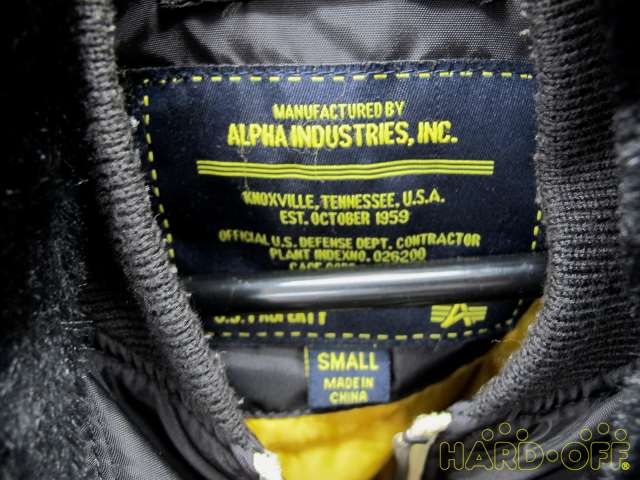 MANUFACTURED BY
ALPHA INDUSTRIES, INC.
KNOXVILLE, TENNESSEE, U.S.A.
EST. OCTOBER 1959
OFFICIAL U.S. DEFENSE DEPT. CONTRACTOR
PLANT INDEXNO. 026200
SMALL
MADE IN
CHINA
HARD·OFF